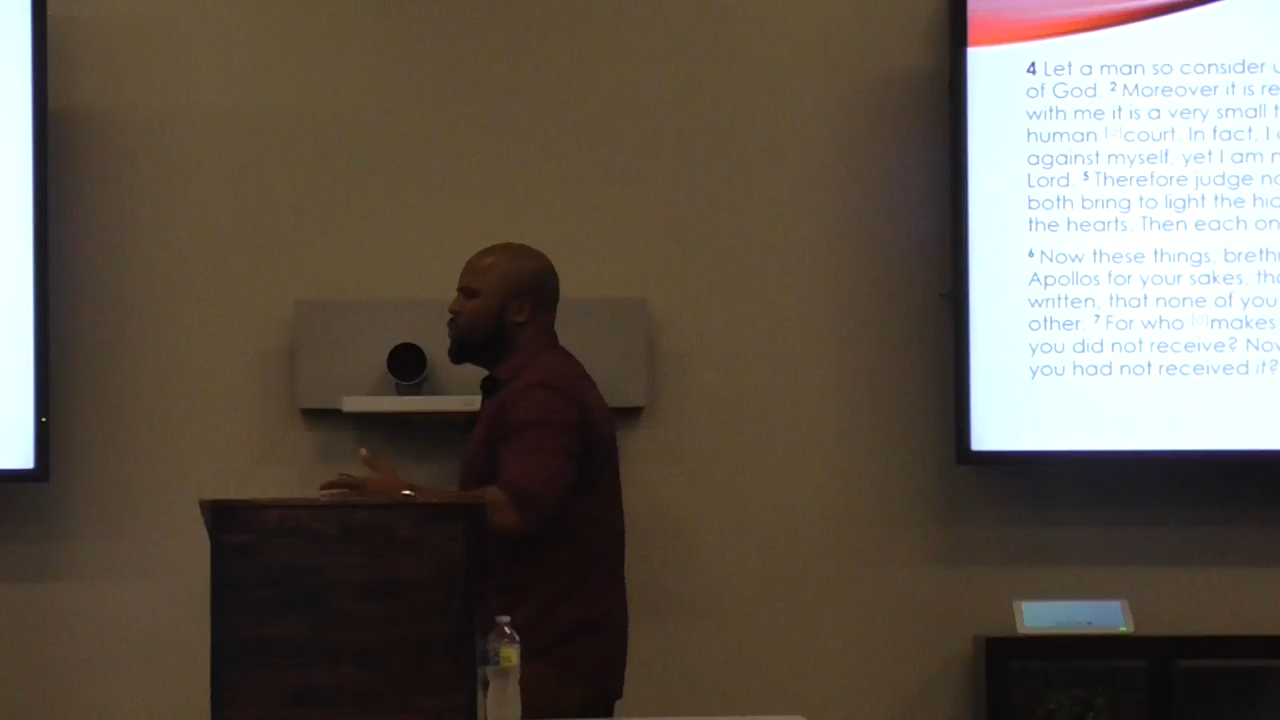 4 Let a man so consider
of God. 2 Moreover it is
with me it is a very small
human court. In fact, I
against myself, yet I am
Lord. 5 Therefore judge
both bring to light the
the hearts. Then each
6 Now these things,
Apollos for your sakes,
written, that none of you
other. 7 For who makes
you did not receive?
you had not received it?